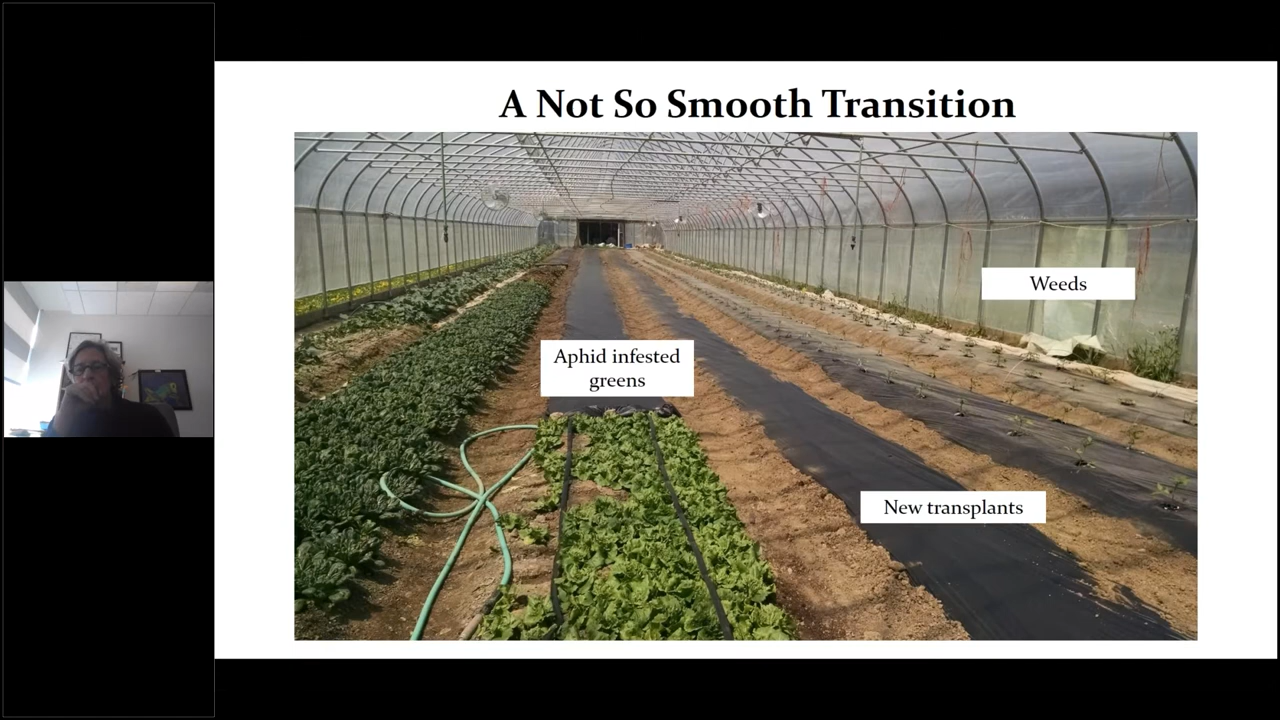 A Not So Smooth Transition
Weeds
Aphid infested
greens
New transplants